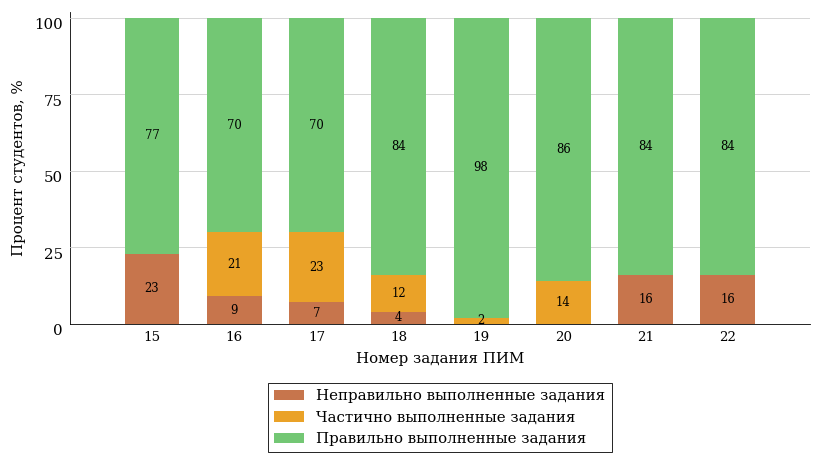 100
75
50
25
0
Процент студентов, %
77 70 70 84 98 86 84 84
23 21 23 12 2 14 16 16
9 7 4
15 16 17 18 19 20 21 22
Номер задания ПИМ
Неправильно выполненные задания
Частично выполненные задания
Правильно выполненные задания